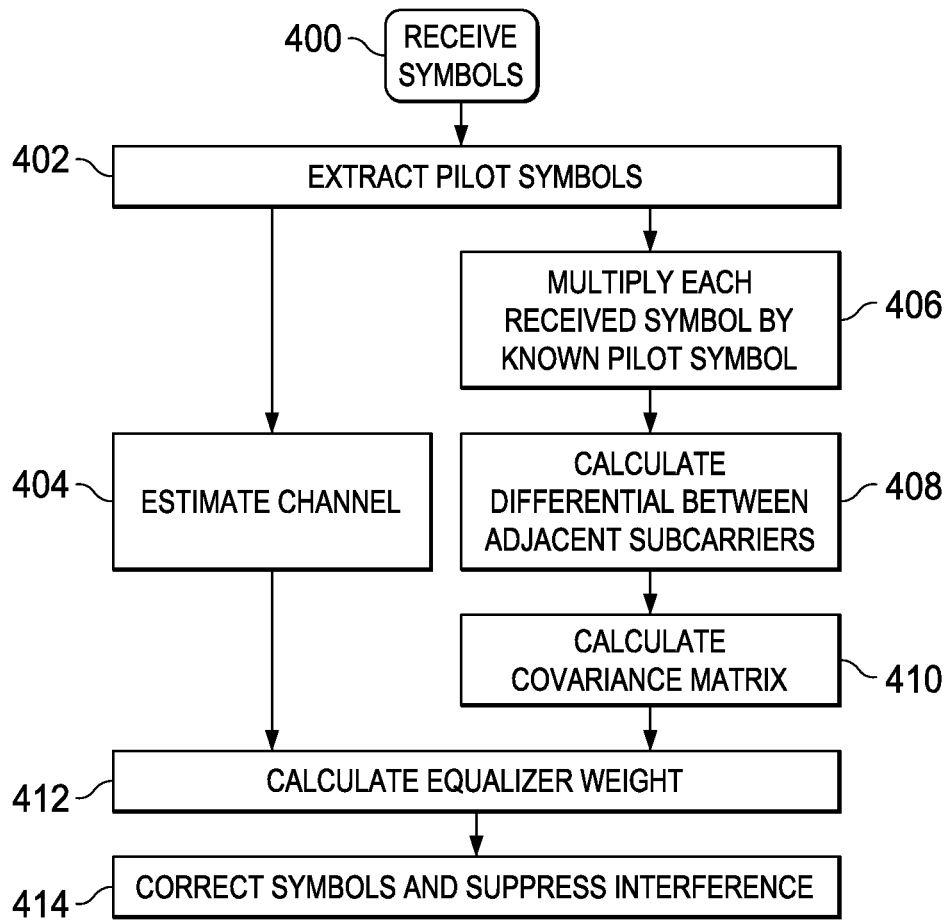 400
RECEIVE
SYMBOLS
402
EXTRACT PILOT SYMBOLS
MULTIPLY EACH
RECEIVED SYMBOL BY
KNOWN PILOT SYMBOL
406
404
ESTIMATE CHANNEL
CALCULATE
DIFFERENTIAL BETWEEN
ADJACENT SUBCARRIERS
408
CALCULATE
COVARIANCE MATRIX
410
412
CALCULATE EQUALIZER WEIGHT
414
CORRECT SYMBOLS AND SUPPRESS INTERFERENCE